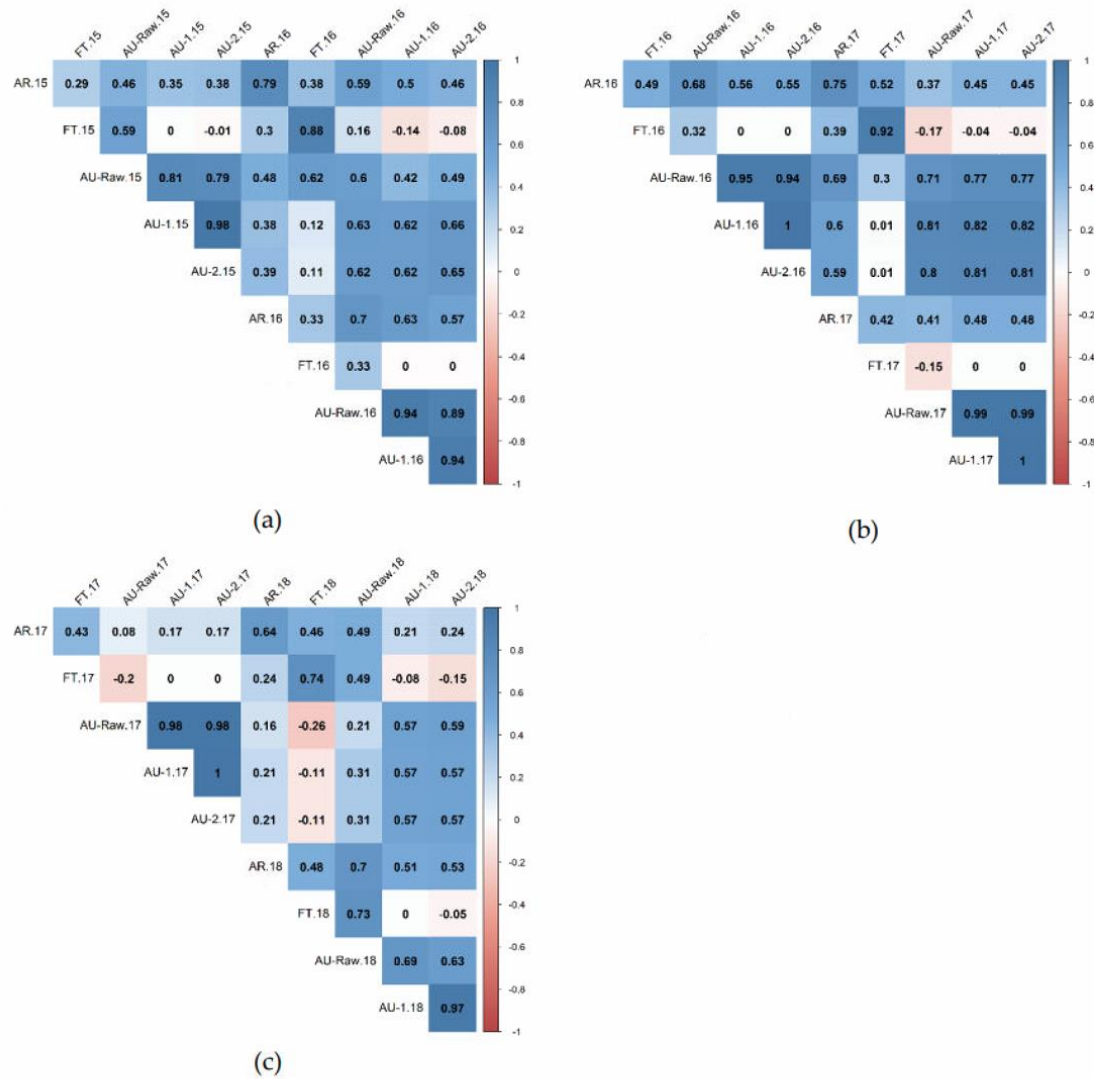 FT.15 AU-Raw.15 AU-1.15 AU-2.15 AR.16 FT.16 AU-Raw.16 AU-1.16 AU-2.16
AR.15 0.29 0.46 0.35 0.38 0.79 0.38 0.59 0.5 0.46
FT.15 0.59 0 -0.01 0.3 0.88 0.16 -0.14 -0.08
AU-Raw.15 0.81 0.79 0.48 0.62 0.6 0.42 0.49
AU-1.15 0.98 0.38 0.12 0.63 0.62 0.66
AU-2.15 0.39 0.11 0.62 0.62 0.65
AR.16 0.33 0.7 0.63 0.57
FT.16 0.33 0 0
AU-Raw.16 0.94 0.89
AU-1.16 0.94
1
0.8
0.6
0.4
0.2
0
-0.2
-0.4
-0.6
-0.8
-1
(a)
FT.16 AU-Raw.16 AU-1.16 AU-2.16 AR.17 FT.17 AU-Raw.17 AU-1.17 AU-2.17
AR.16 0.49 0.68 0.56 0.55 0.75 0.52 0.37 0.45 0.45
FT.16 0.32 0 0 0.39 0.92 -0.17 -0.04 -0.04
AU-Raw.16 0.95 0.94 0.69 0.3 0.71 0.77 0.77
AU-1.16 1 0.6 0.01 0.81 0.82 0.82
AU-2.16 0.59 0.01 0.8 0.81 0.81
AR.17 0.42 0.41 0.48 0.48
FT.17 -0.15 0 0
AU-Raw.17 0.99 0.99
AU-1.17 1
1
0.8
0.6
0.4
0.2
0
-0.2
-0.4
-0.6
-0.8
-1
(b)
FT.17 AU-Raw.17 AU-1.17 AU-2.17 AR.18 FT.18 AU-Raw.18 AU-1.18 AU-2.18
AR.17 0.43 0.08 0.17 0.17 0.64 0.46 0.49 0.21 0.24
FT.17 -0.2 0 0 0.24 0.74 0.49 -0.08 -0.15
AU-Raw.17 0.98 0.98 0.16 -0.26 0.21 0.57 0.59
AU-1.17 1 0.21 -0.11 0.31 0.57 0.57
AU-2.17 0.21 -0.11 0.31 0.57 0.57
AR.18 0.48 0.7 0.51 0.53
FT.18 0.73 0 -0.05
AU-Raw.18 0.69 0.63
AU-1.18 0.97
1
0.8
0.6
0.4
0.2
0
-0.2
-0.4
-0.6
-0.8
-1
(c)